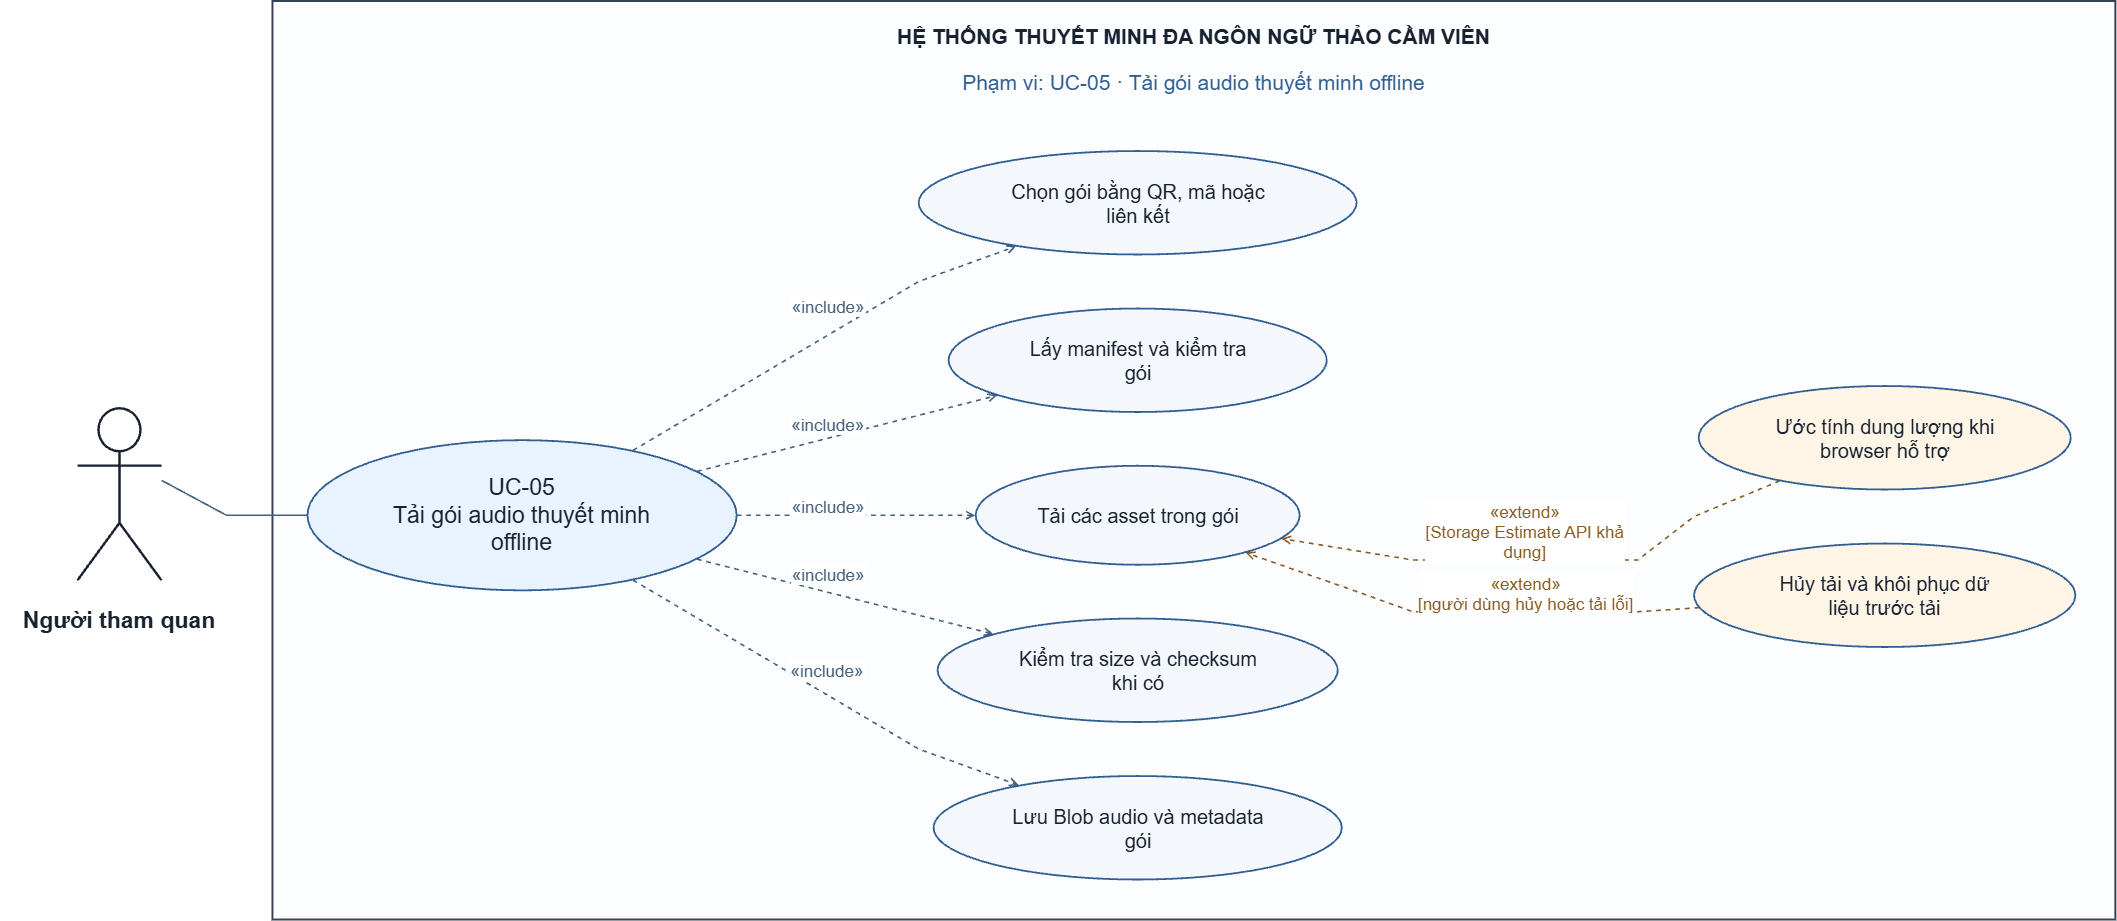 HỆ THỐNG THUYẾT MINH ĐA NGÔN NGỮ THẢO CẦM VIÊN
Phạm vi: UC-05 · Tải gói audio thuyết minh offline
Chọn gói bằng QR, mã hoặc
liên kết
«include»
Lấy manifest và kiểm tra
gói
«include»
Ước tính dung lượng khi
browser hỗ trợ
UC-05
Tải gói audio thuyết minh
offline
«include»
Tải các asset trong gói
«extend»
[Storage Estimate API khả
dụng]
«include»
«extend»
[người dùng hủy hoặc tải lỗi]
Hủy tải và khôi phục dữ
liệu trước tải
Người tham quan
Kiểm tra size và checksum
khi có
«include»
Lưu Blob audio và metadata
gói